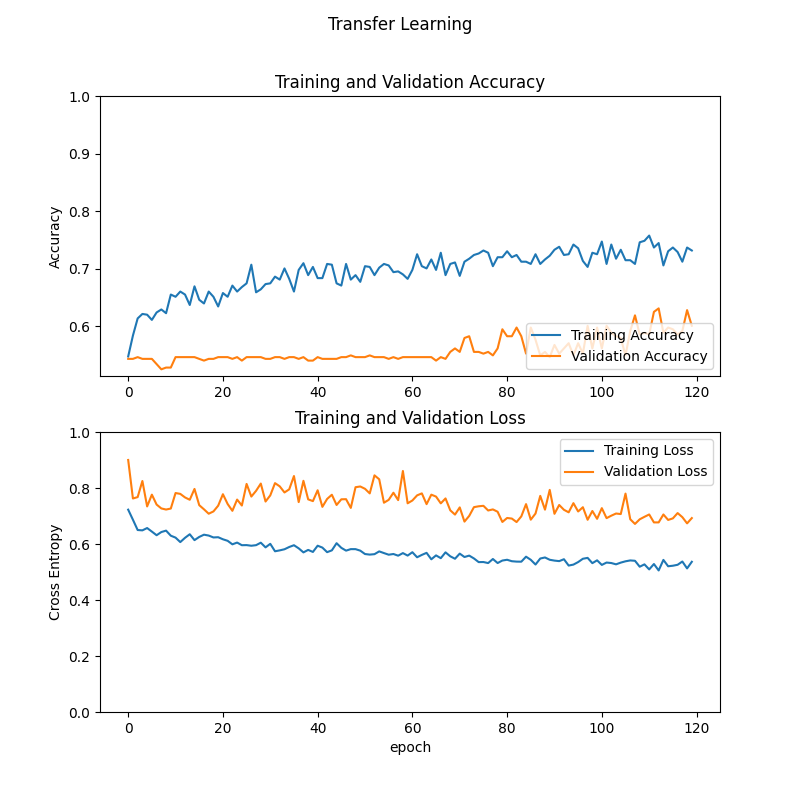 Transfer Learning
Training and Validation Accuracy
Accuracy
1.0
0.9
0.8
0.7
0.6
0 20 40 60 80 100 120
Training Accuracy
Validation Accuracy
Training and Validation Loss
Cross Entropy
1.0
0.8
0.6
0.4
0.2
0.0
0 20 40 60 80 100 120
Training Loss
Validation Loss
epoch